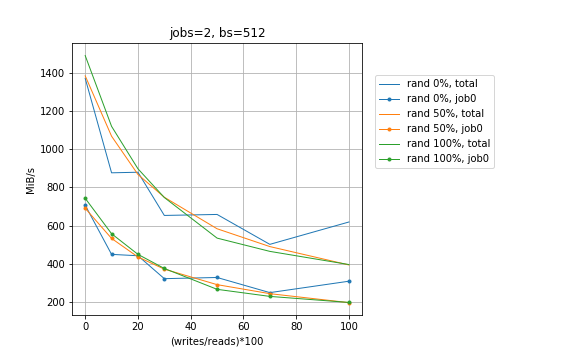 jobs=2, bs=512
1400
1200
1000
800
600
400
200
MiB/s
0
20
40
60
80
100
(writes/reads)*100
rand 0%, total
rand 0%, job0
rand 50%, total
rand 50%, job0
rand 100%, total
rand 100%, job0